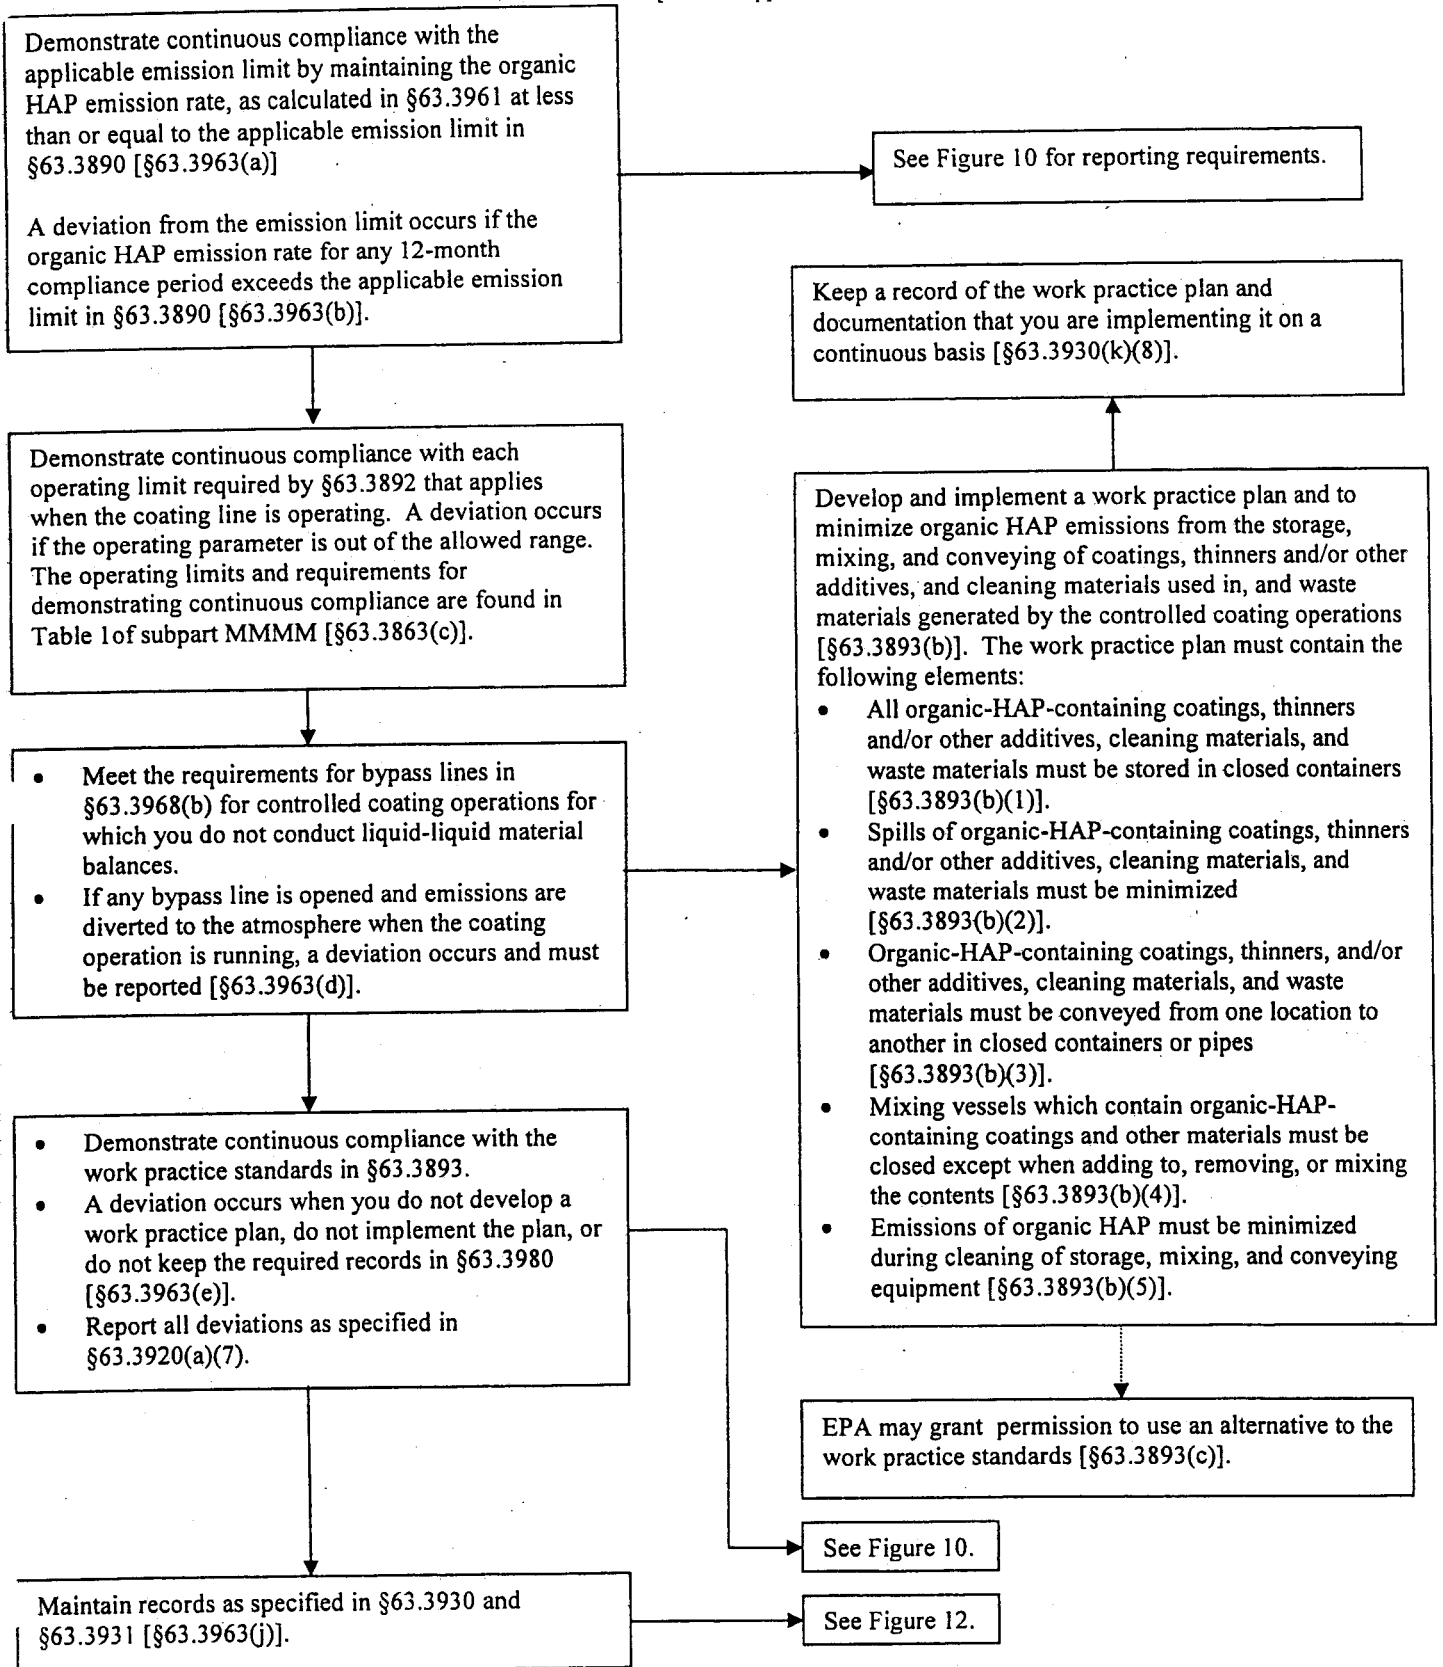 Demonstrate continuous compliance with the
applicable emission limit by maintaining the organic
HAP emission rate, as calculated in §63.3961 at less
than or equal to the applicable emission limit in
§63.3890 [§63.3963(a)]
A deviation from the emission limit occurs if the
organic HAP emission rate for any 12-month
compliance period exceeds the applicable emission
limit in §63.3890 [§63.3963(b)].
See Figure 10 for reporting requirements.
Keep a record of the work practice plan and
documentation that you are implementing it on a
continuous basis [§63.3930(k)(8)].
Demonstrate continuous compliance with each
operating limit required by §63.3892 that applies
when the coating line is operating. A deviation occurs
if the operating parameter is out of the allowed range.
The operating limits and requirements for
demonstrating continuous compliance are found in
Table 1of subpart MMMM [§63.3863(c)].
Develop and implement a work practice plan and to
minimize organic HAP emissions from the storage,
mixing, and conveying of coatings, thinners and/or other
additives, and cleaning materials used in, and waste
materials generated by the controlled coating operations
[§63.3893(b)]. The work practice plan must contain the
following elements:
• All organic-HAP-containing coatings, thinners
and/or other additives, cleaning materials, and
waste materials must be stored in closed containers
[§63.3893(b)(1)].
• Spills of organic-HAP-containing coatings, thinners
and/or other additives, cleaning materials, and
waste materials must be minimized
[§63.3893(b)(2)].
• Organic-HAP-containing coatings, thinners, and/or
other additives, cleaning materials, and waste
materials must be conveyed from one location to
another in closed containers or pipes
[§63.3893(b)(3)].
• Mixing vessels which contain organic-HAP-
containing coatings and other materials must be
closed except when adding to, removing, or mixing
the contents [§63.3893(b)(4)].
• Emissions of organic HAP must be minimized
during cleaning of storage, mixing, and conveying
equipment [§63.3893(b)(5)].
• Meet the requirements for bypass lines in
§63.3968(b) for controlled coating operations for
which you do not conduct liquid-liquid material
balances.
• If any bypass line is opened and emissions are
diverted to the atmosphere when the coating
operation is running, a deviation occurs and must
be reported [§63.3963(d)].
• Demonstrate continuous compliance with the
work practice standards in §63.3893.
• A deviation occurs when you do not develop a
work practice plan, do not implement the plan, or
do not keep the required records in §63.3980
[§63.3963(e)].
• Report all deviations as specified in
§63.3920(a)(7).
EPA may grant permission to use an alternative to the
work practice standards [§63.3893(c)].
See Figure 10.
Maintain records as specified in §63.3930 and
§63.3931 [§63.3963(j)].
See Figure 12.